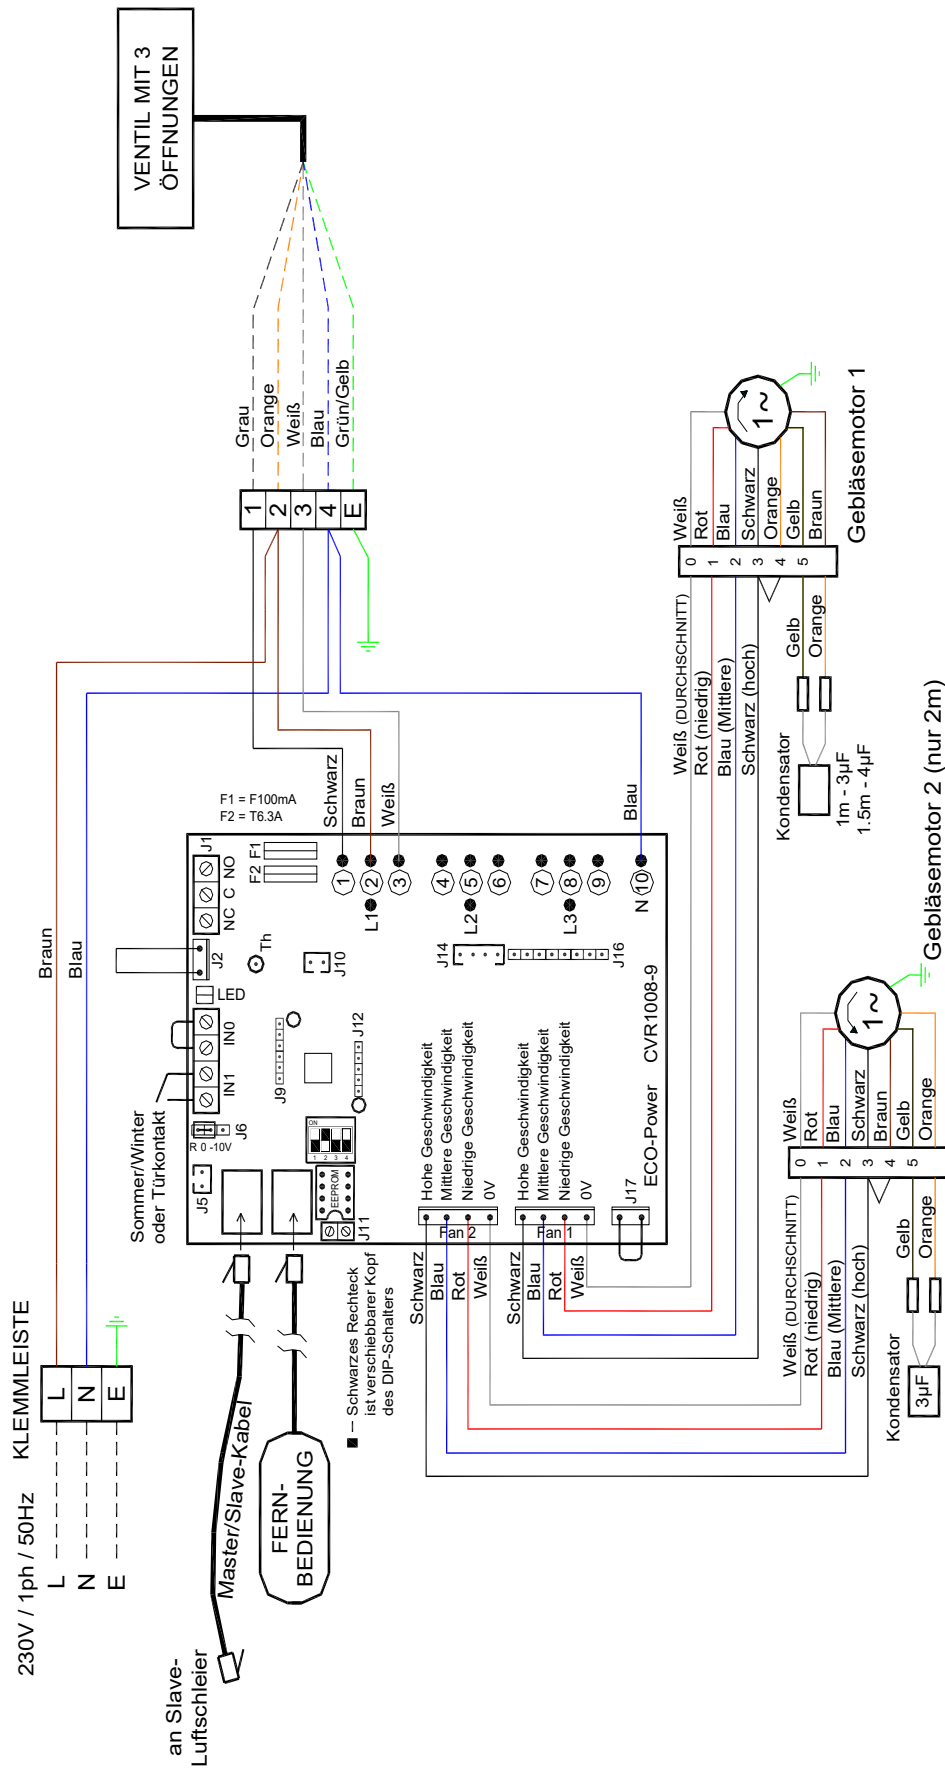 VENTIL MIT 3
ÖFFNUNGEN
Grau
Orange
Weiß
Blau
Grün/Gelb
1
2
3
4
E
230V / 1ph / 50Hz
KLEMMLEISTE
L
N
E
L
N
E
Braun
Blau
F1 = F100mA
F2 = T6.3A
Schwarz
Braun
Weiß
Blau
J1
NO
C
NC
F1
F2
J2
Th
LED
IN0
IN1
J10
J9
J12
J6
R 0 -10V
J5
ON
1 2 3 4
EEPROM
J11
1
2
3
L1
4
5
6
L2
7
8
9
L3
N 10
J14
J16
ECO-Power CVR1008-9
Sommer/Winter
oder Türkontakt
Hohe Geschwindigkeit
Mittlere Geschwindigkeit
Niedrige Geschwindigkeit
0V
Fan 2
Hohe Geschwindigkeit
Mittlere Geschwindigkeit
Niedrige Geschwindigkeit
0V
Fan 1
J17
Schwarz
Blau
Rot
Weiß
Schwarz
Blau
Rot
Weiß
Schwarzes Rechteck
ist verschiebbarer Kopf
des DIP-Schalters
Master/Slave-Kabel
FERN-
BEDIENUNG
an Slave-
Luftschleier
Weiß (DURCHSCHNITT)
Rot (niedrig)
Blau (Mittlere)
Schwarz (hoch)
0
1
2
3
4
5
Weiß
Rot
Blau
Schwarz
Orange
Gelb
Braun
1~
Gebläsemotor 1
Gelb
Orange
Kondensator
1m - 3µF
1.5m - 4µF
Weiß (DURCHSCHNITT)
Rot (niedrig)
Blau (Mittlere)
Schwarz (hoch)
0
1
2
3
4
5
Weiß
Rot
Blau
Schwarz
Braun
Gelb
Orange
1~
Gebläsemotor 2 (nur 2m)
Gelb
Orange
Kondensator
3µF